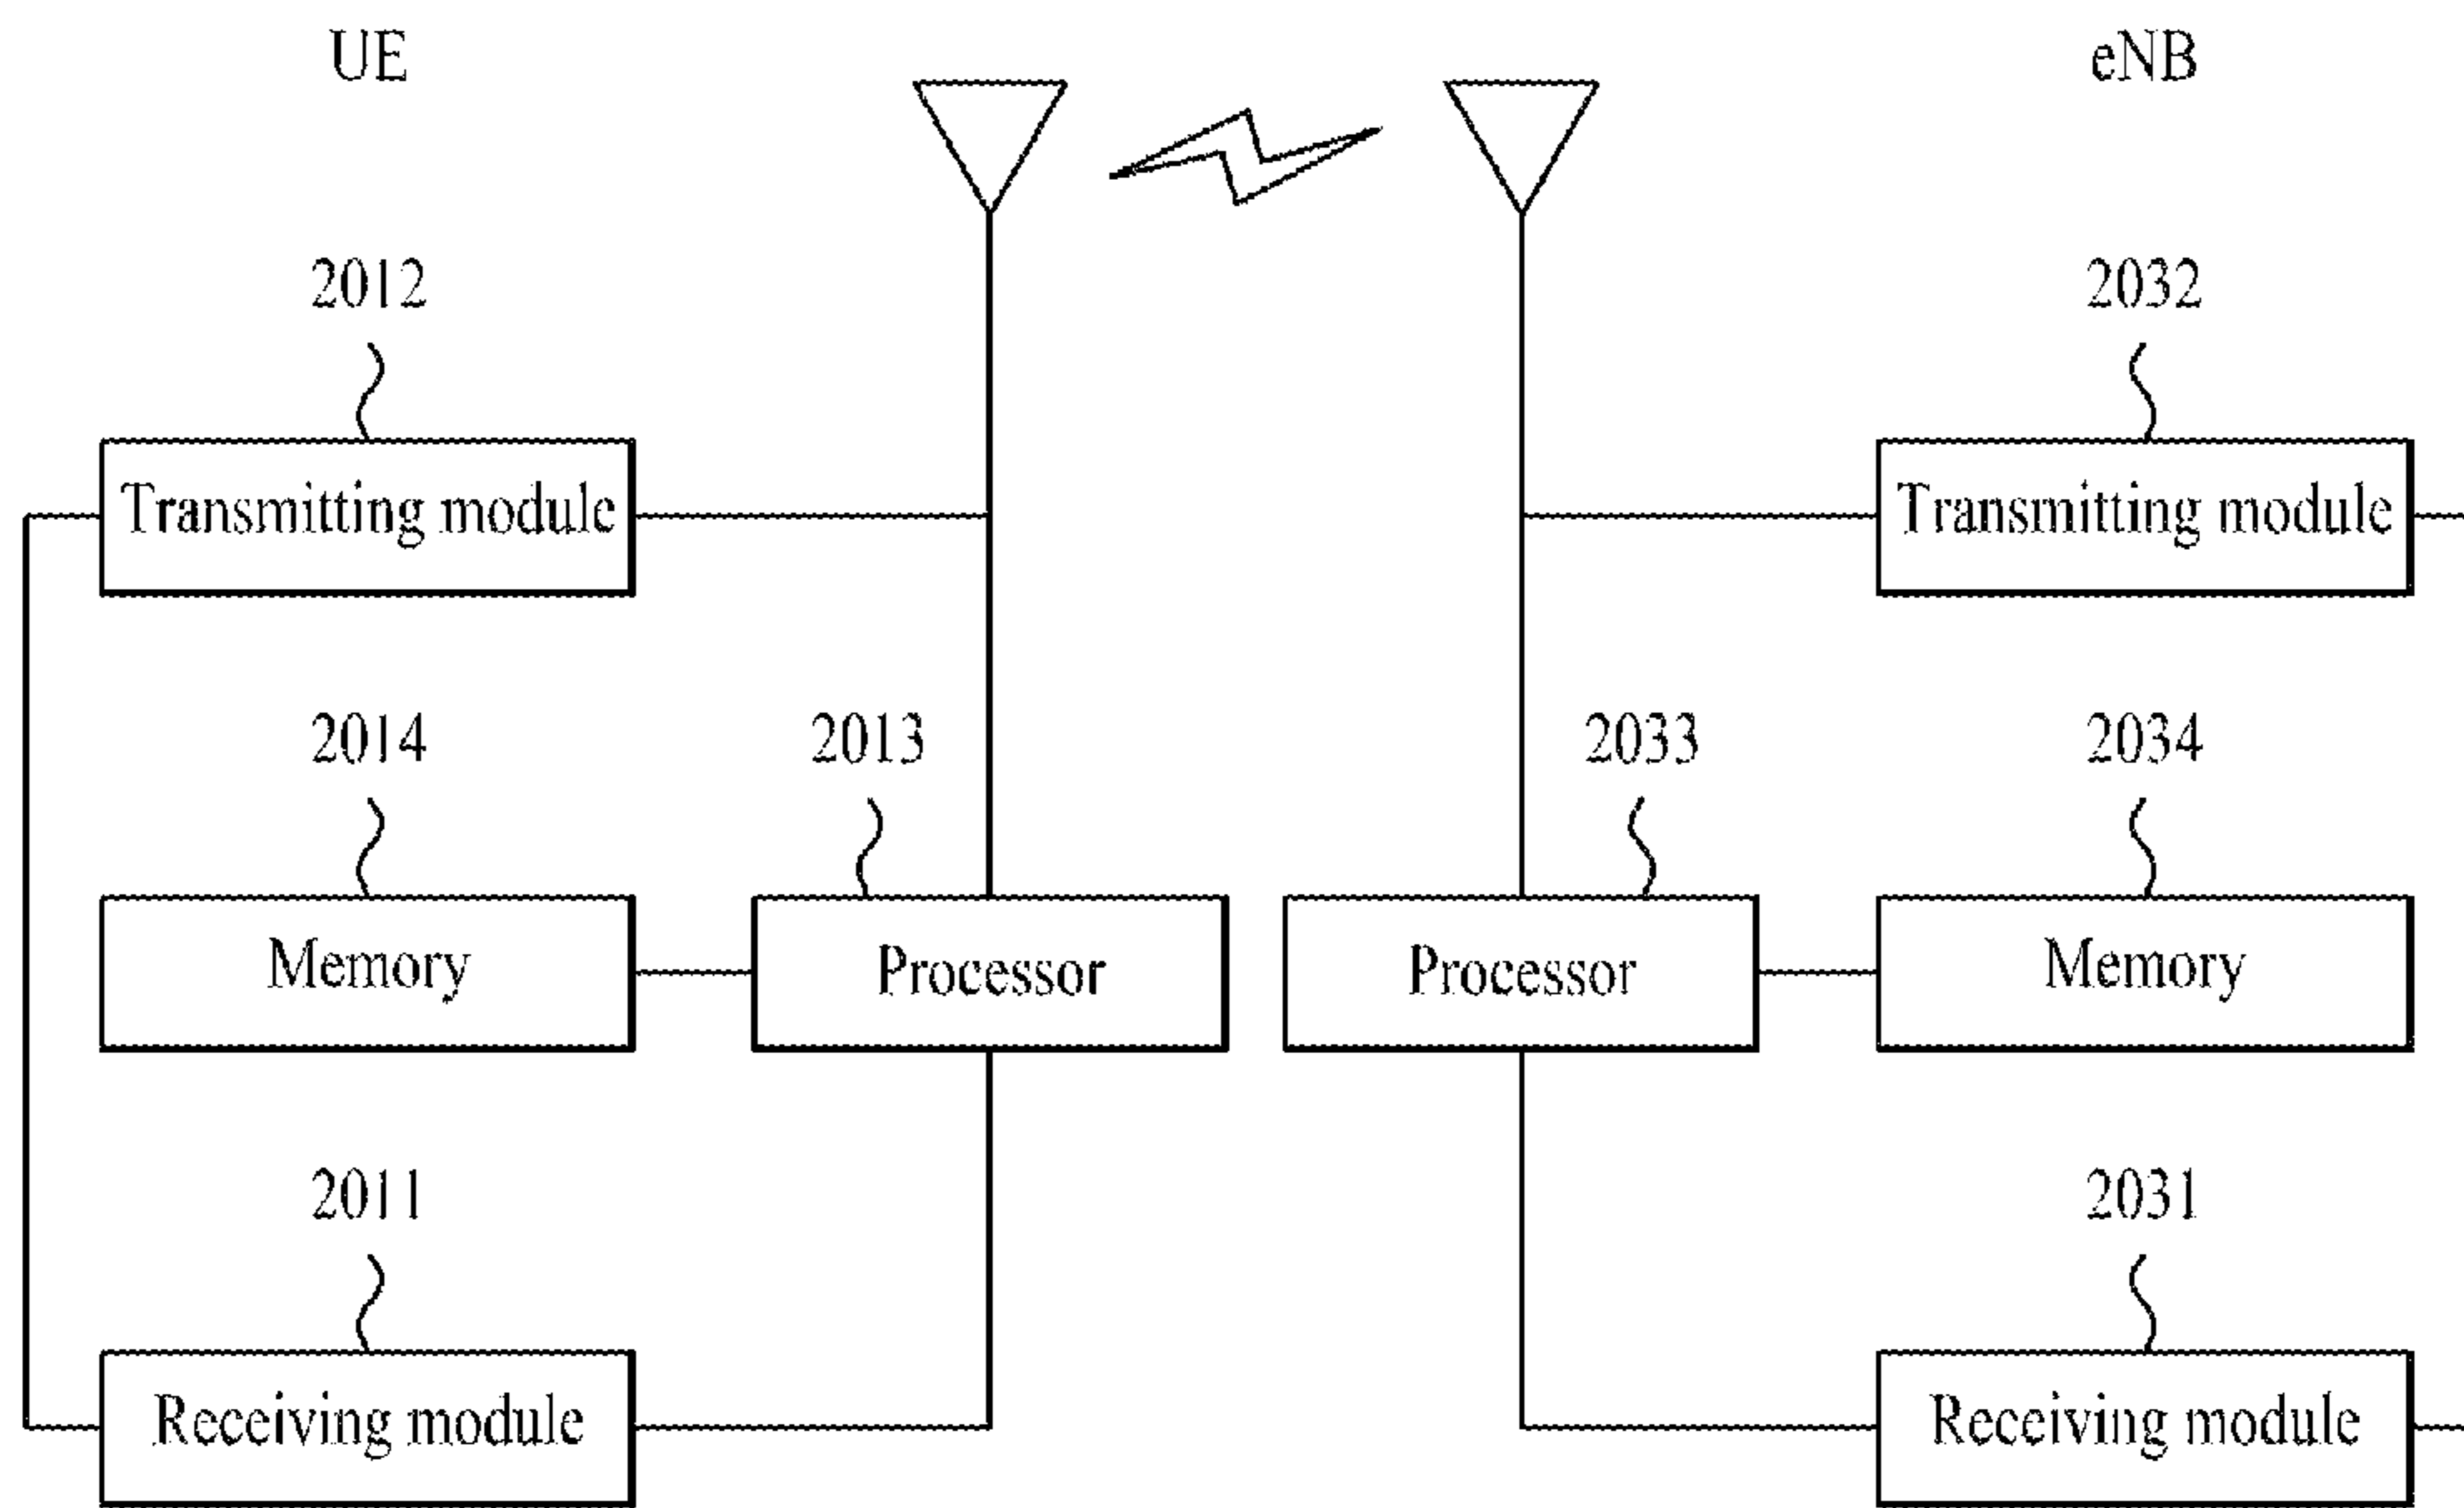 UE
eNB
2012
2032
Transmitting module
Transmitting module
2014
2013
2033
2034
Memory
Processor
Processor
Memory
2011
2031
Receiving module
Receiving module